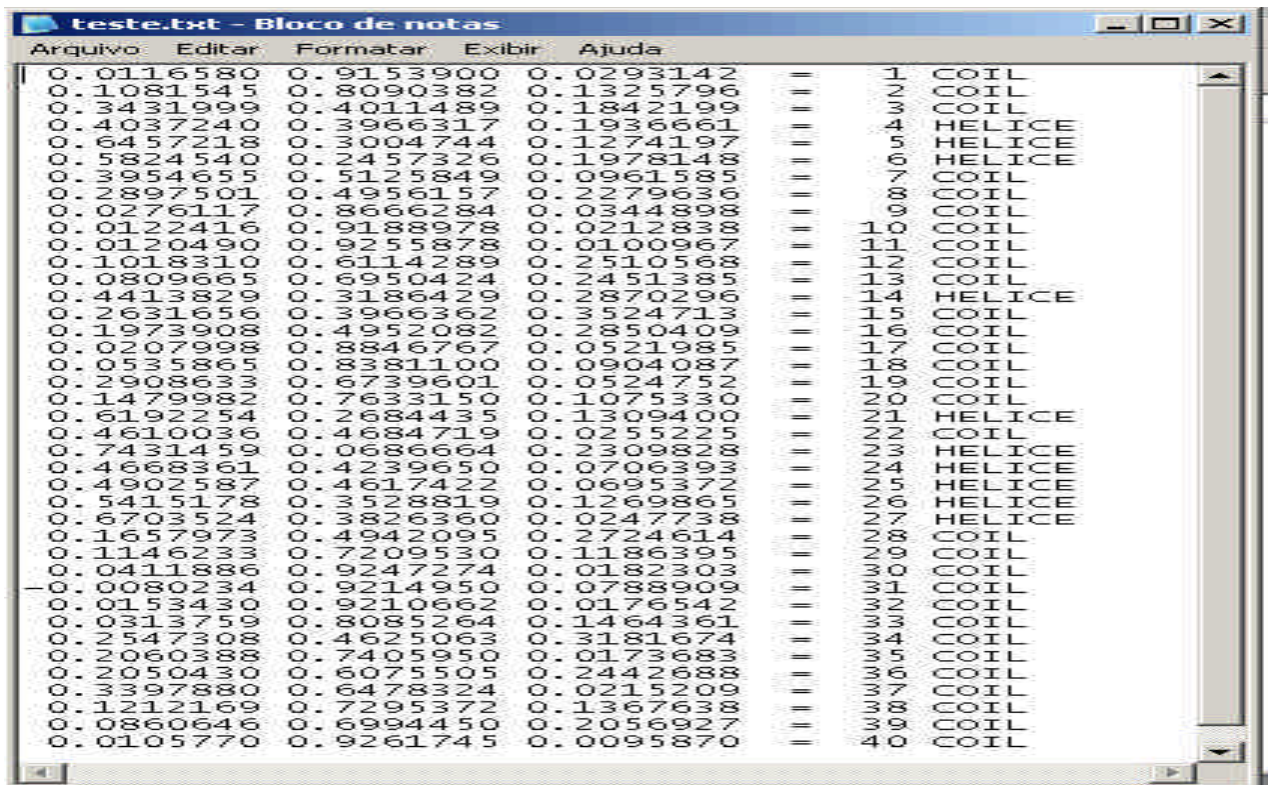 teste.txt - Bloco de notas
Arquivo Editar Formatar Exibir Ajuda
0.0116580 0.9153900 0.0293142 = 1 COIL
0.1081545 0.8090382 0.1325796 = 2 COIL
0.3431999 0.4011489 0.1842199 = 3 COIL
0.4037240 0.3966317 0.1936661 = 4 HELICE
0.6457218 0.3004744 0.1274197 = 5 HELICE
0.5824540 0.2457326 0.1978148 = 6 HELICE
0.3954655 0.5125849 0.0961585 = 7 COIL
0.2897501 0.4956157 0.2279636 = 8 COIL
0.0276117 0.8666284 0.0344898 = 9 COIL
0.0122416 0.9188978 0.0212838 = 10 COIL
0.0120490 0.9255878 0.0100967 = 11 COIL
0.1018310 0.6114289 0.2510568 = 12 COIL
0.0809665 0.6950424 0.2451385 = 13 COIL
0.4413829 0.3186429 0.2870296 = 14 HELICE
0.2631656 0.3966362 0.3524713 = 15 COIL
0.1973908 0.4952082 0.2850409 = 16 COIL
0.0207998 0.8846767 0.0521985 = 17 COIL
0.0535865 0.8381100 0.0904087 = 18 COIL
0.2908633 0.6739601 0.0524752 = 19 COIL
0.1479982 0.7633150 0.1075330 = 20 COIL
0.6192254 0.2684435 0.1309400 = 21 HELICE
0.4610036 0.4684719 0.0255225 = 22 COIL
0.7431459 0.0686664 0.2309828 = 23 HELICE
0.4668361 0.4239650 0.0706393 = 24 HELICE
0.4902587 0.4617422 0.0695372 = 25 HELICE
0.5415178 0.3528819 0.1269865 = 26 HELICE
0.6703524 0.3826360 0.0247738 = 27 HELICE
0.1657973 0.4942095 0.2724614 = 28 COIL
0.1146233 0.7209530 0.1186395 = 29 COIL
0.0411886 0.9247274 0.0182303 = 30 COIL
-0.0080234 0.9214950 0.0788909 = 31 COIL
0.0153430 0.9210662 0.0176542 = 32 COIL
0.0313759 0.8085264 0.1464361 = 33 COIL
0.2547308 0.4625063 0.3181674 = 34 COIL
0.2060388 0.7405950 0.0173683 = 35 COIL
0.2050430 0.6075505 0.2442688 = 36 COIL
0.3397880 0.6478324 0.0215209 = 37 COIL
0.1212169 0.7295372 0.1367638 = 38 COIL
0.0860646 0.6994450 0.2056927 = 39 COIL
0.0105770 0.9261745 0.0095870 = 40 COIL